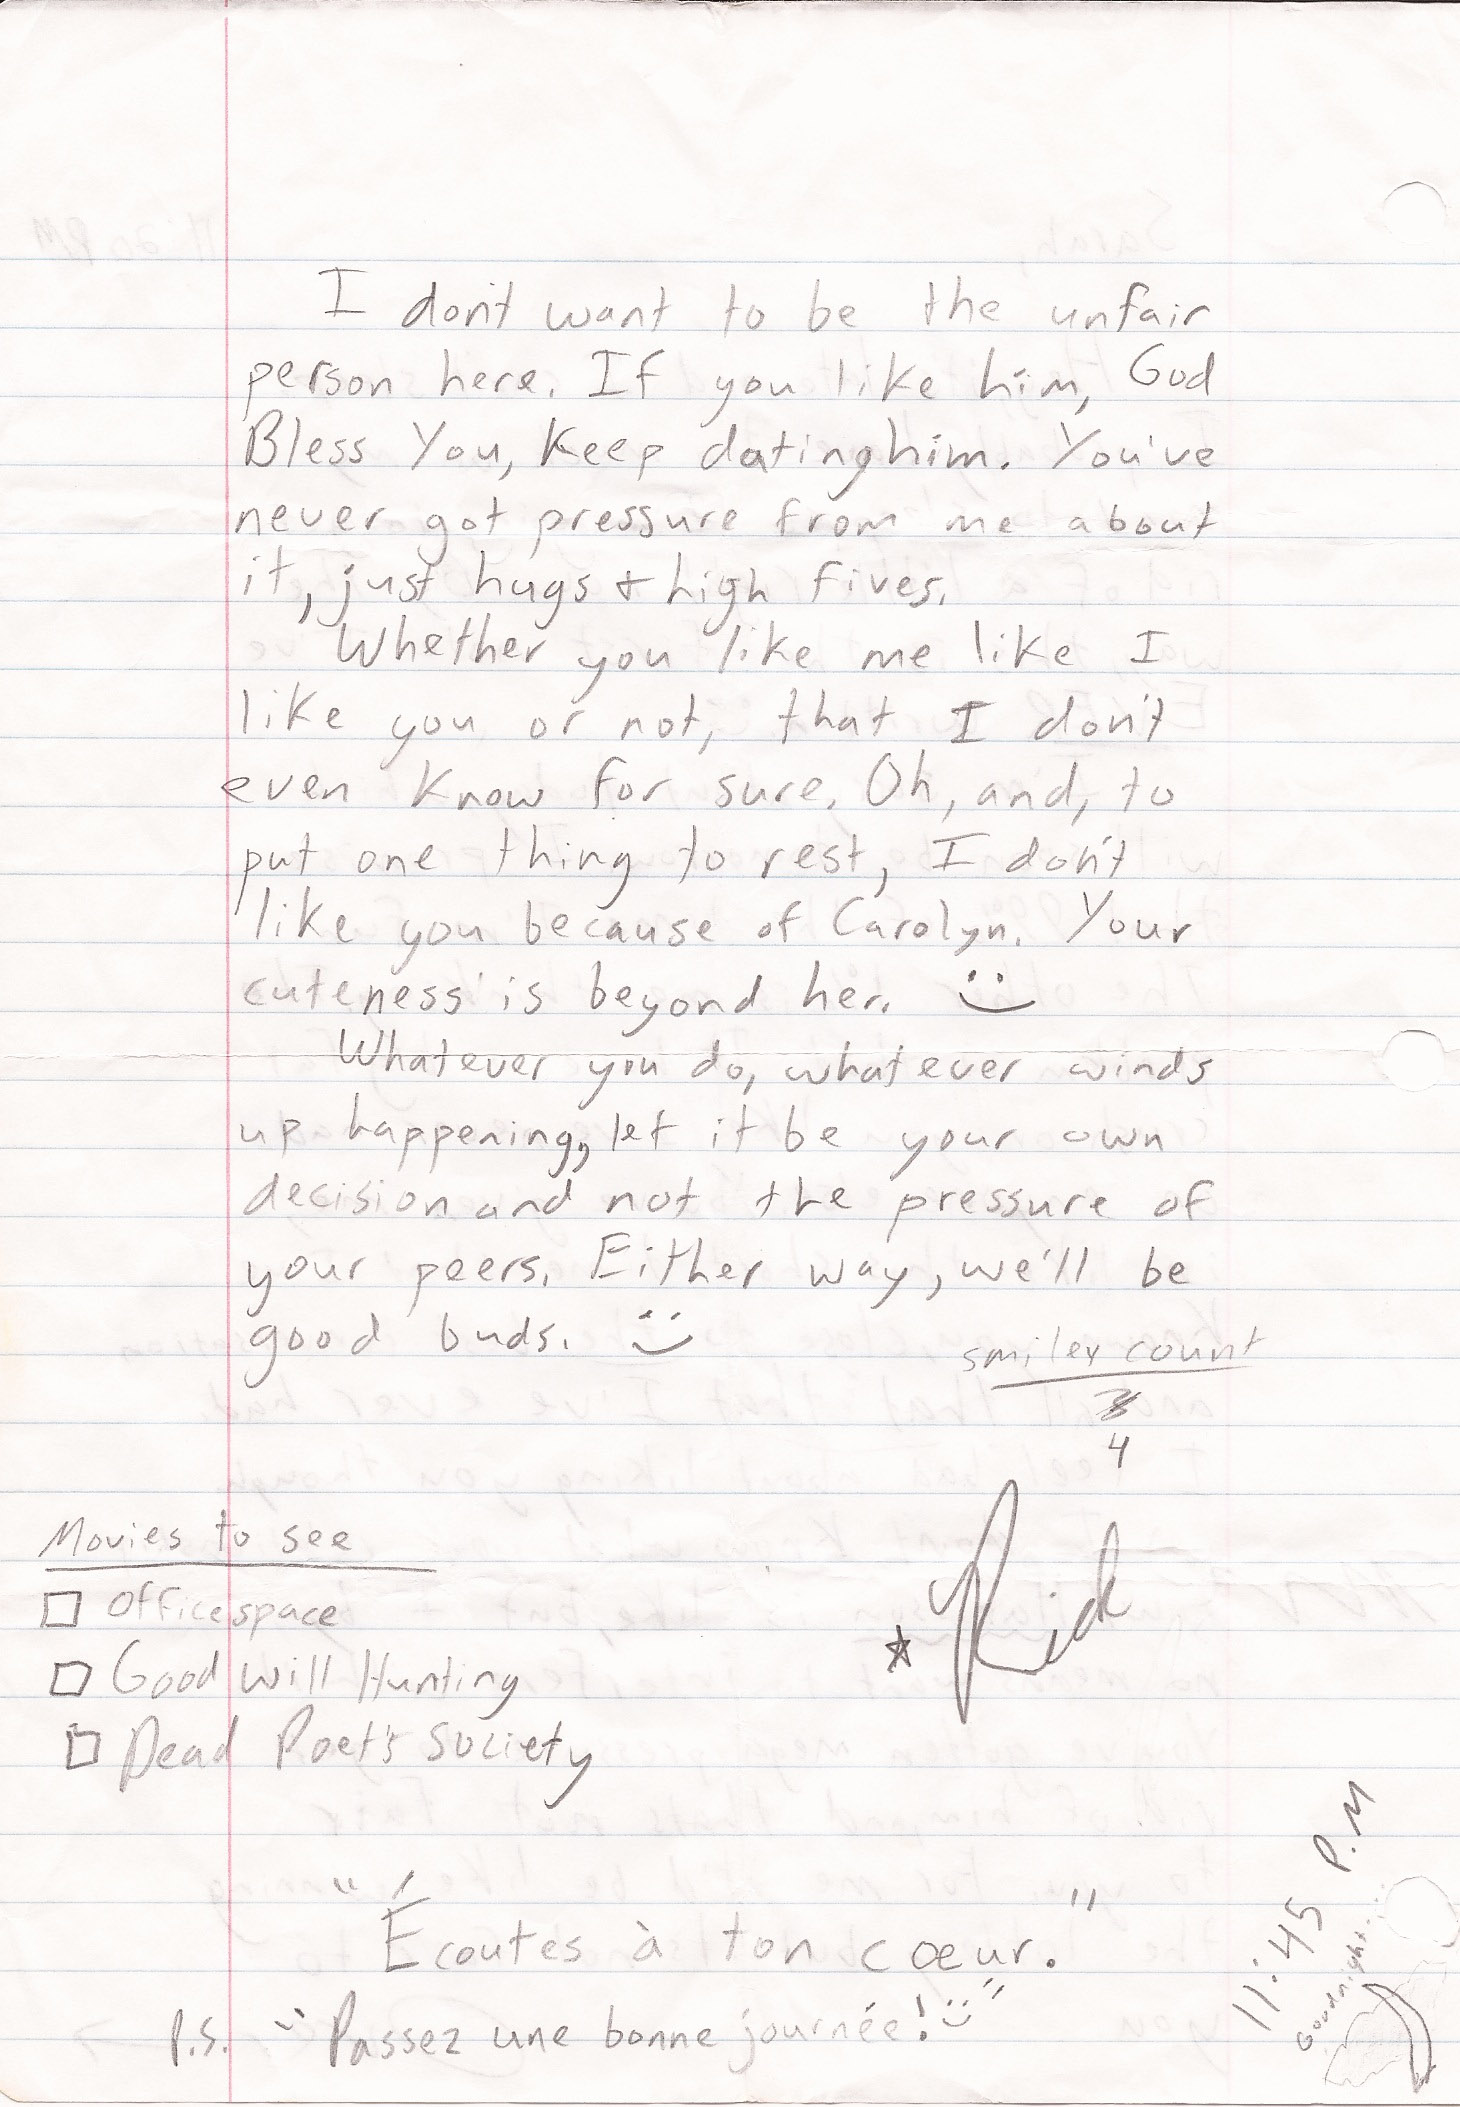 I don't want to be the unfair
person here. If you like him, God
Bless You, Keep dating him. You've
never got pressure from me about
it, just hugs + high fives.
Whether you like me like I
like you or not, that I don't
even know for sure. Oh, and, to
put one thing to rest, I don't
like you because of Carolyn. Your
cuteness is beyond her. :)
Whatever you do, whatever winds
up happening, let it be your own
decision and not the pressure of
your peers. Either way, we'll be
good buds. :)
smiley count
4
Rick
Movies to see
Office space
Good Will Hunting
Dead Poet's Society
"Écoutes à ton cœur."
P.S. "Passez une bonne journée! :)"
11:45 P.M
Goodnight...